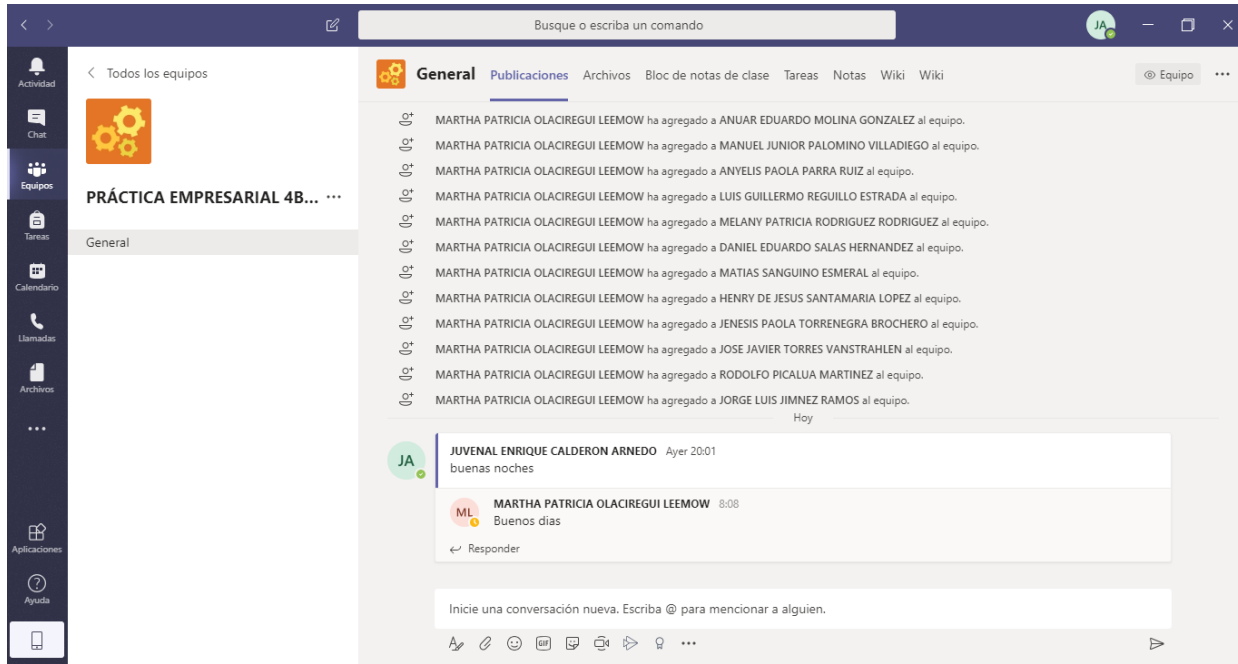 Busque o escriba un comando
JA
Actividad
Chat
Equipos
Tareas
Calendario
Llamadas
Archivos
Aplicaciones
Ayuda
Todos los equipos
PRÁCTICA EMPRESARIAL 4B...
General
General Publicaciones Archivos Bloc de notas de clase Tareas Notas Wiki Wiki
Equipo
MARTHA PATRICIA OLACIREGUI LEEMOW ha agregado a ANUAR EDUARDO MOLINA GONZALEZ al equipo.
MARTHA PATRICIA OLACIREGUI LEEMOW ha agregado a MANUEL JUNIOR PALOMINO VILLADIEGO al equipo.
MARTHA PATRICIA OLACIREGUI LEEMOW ha agregado a ANYELIS PAOLA PARRA RUIZ al equipo.
MARTHA PATRICIA OLACIREGUI LEEMOW ha agregado a LUIS GUILLERMO REGUILLO ESTRADA al equipo.
MARTHA PATRICIA OLACIREGUI LEEMOW ha agregado a MELANY PATRICIA RODRIGUEZ RODRIGUEZ al equipo.
MARTHA PATRICIA OLACIREGUI LEEMOW ha agregado a DANIEL EDUARDO SALAS HERNANDEZ al equipo.
MARTHA PATRICIA OLACIREGUI LEEMOW ha agregado a MATIAS SANGUINO ESMERAL al equipo.
MARTHA PATRICIA OLACIREGUI LEEMOW ha agregado a HENRY DE JESUS SANTAMARIA LOPEZ al equipo.
MARTHA PATRICIA OLACIREGUI LEEMOW ha agregado a JENESIS PAOLA TORRENEGRA BROCHERO al equipo.
MARTHA PATRICIA OLACIREGUI LEEMOW ha agregado a JOSE JAVIER TORRES VANSTRAHLEN al equipo.
MARTHA PATRICIA OLACIREGUI LEEMOW ha agregado a RODOLFO PICALUA MARTINEZ al equipo.
MARTHA PATRICIA OLACIREGUI LEEMOW ha agregado a JORGE LUIS JIMNEZ RAMOS al equipo.
Hoy
JA
JUVENAL ENRIQUE CALDERON ARNEDO Ayer 20:01
buenas noches
ML
MARTHA PATRICIA OLACIREGUI LEEMOW 8:08
Buenos dias
Responder
Inicie una conversación nueva. Escriba @ para mencionar a alguien.
GIF